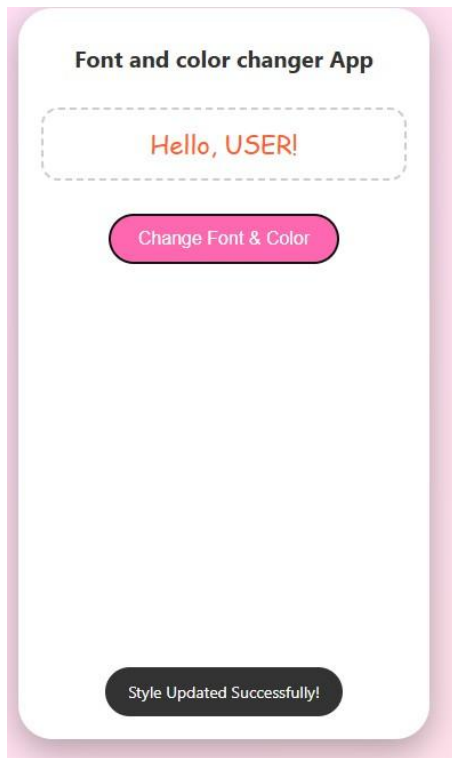 Font and color changer App
Hello, USER!
Change Font & Color
Style Updated Successfully!